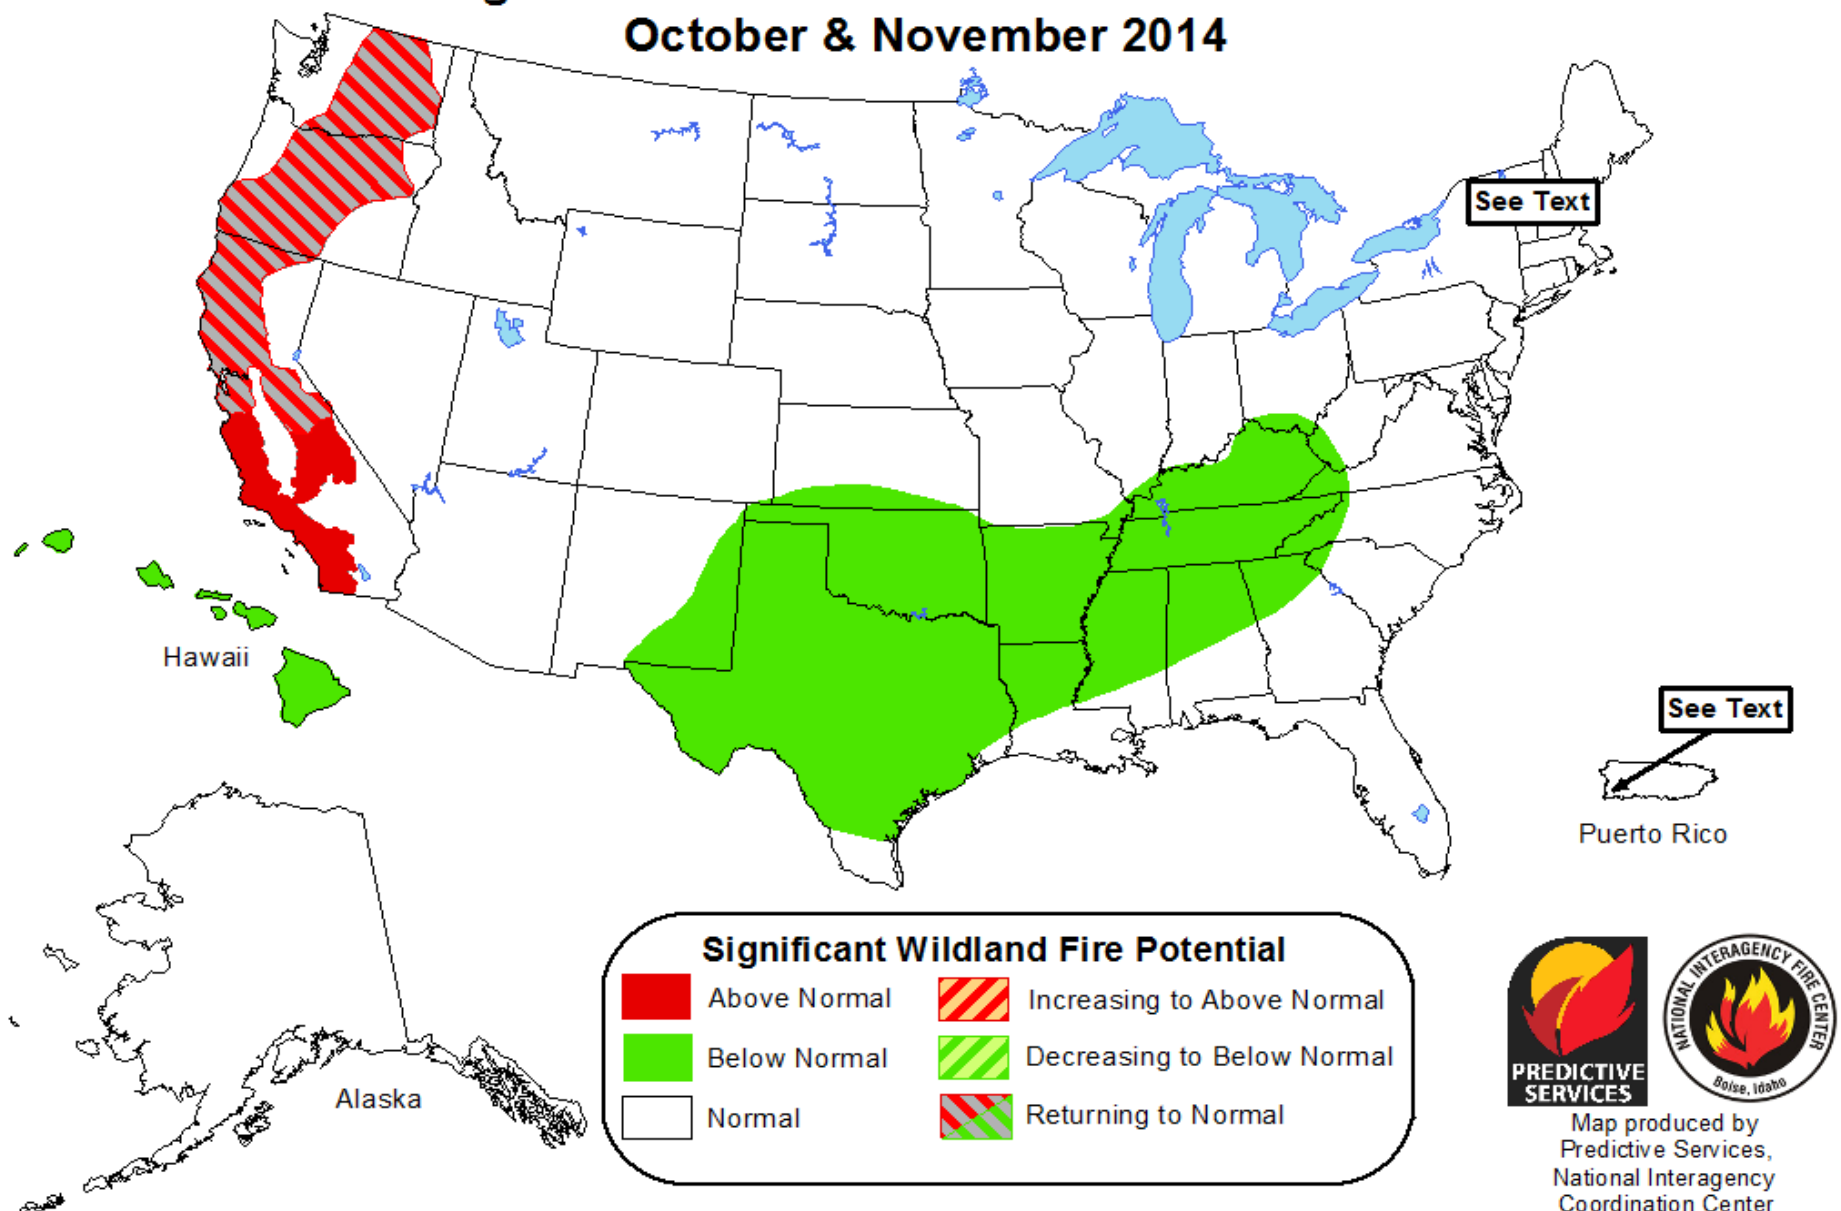 October & November 2014
See Text
Hawaii
See Text
Puerto Rico
Alaska
Significant Wildland Fire Potential
Above Normal
Increasing to Above Normal
Below Normal
Decreasing to Below Normal
Normal
Returning to Normal
PREDICTIVE
SERVICES
NATIONAL INTERAGENCY FIRE CENTER
Boise, Idaho
Map produced by
Predictive Services,
National Interagency
Coordination Center